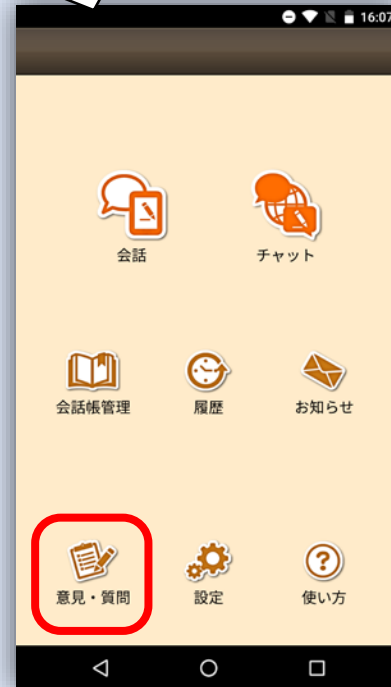 16:07
会話
チャット
会話帳管理
履歴
お知らせ
意見・質問
設定
使い方